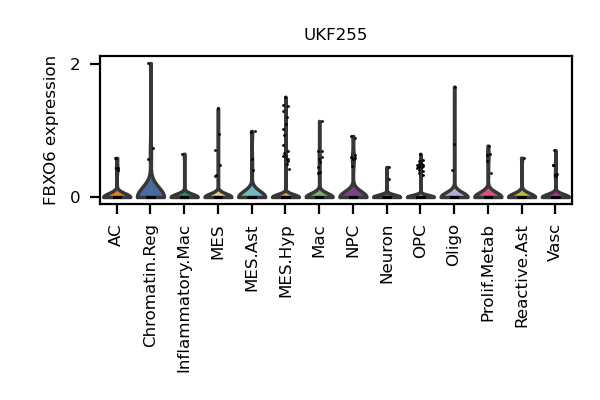 UKF255
FBXO6 expression
2
0
AC
Chromatin.Reg
Inflammatory.Mac
MES
MES.Ast
MES.Hyp
Mac
NPC
Neuron
OPC
Oligo
Prolif.Metab
Reactive.Ast
Vasc